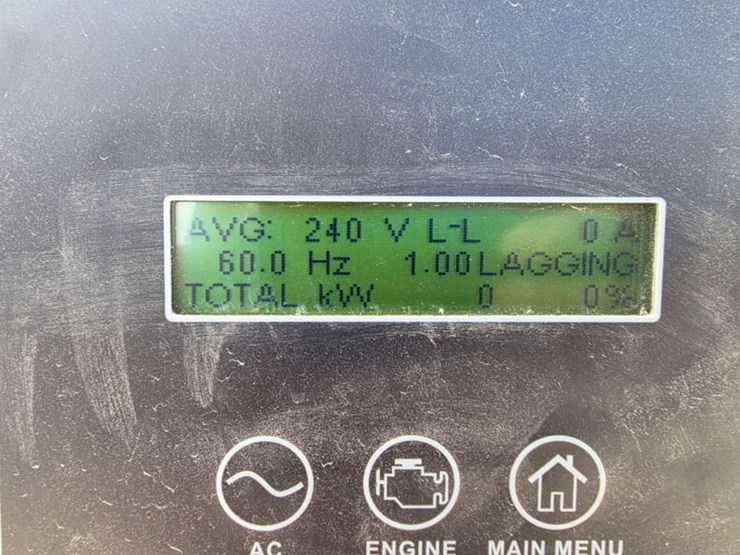 AVG: 240 V L-L 0 A
60.0 Hz 1.00 LAGGING
TOTAL kW 0 0%
AC ENGINE MAIN MENU